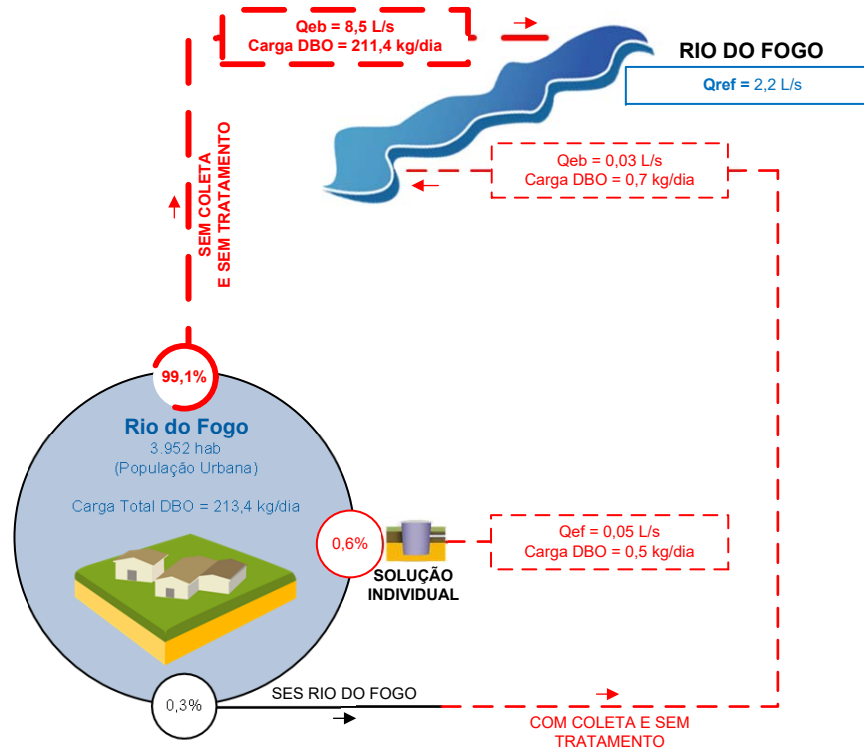 Qeb = 8,5 L/s
Carga DBO = 211,4 kg/dia
RIO DO FOGO
Qref = 2,2 L/s
Qeb = 0,03 L/s
Carga DBO = 0,7 kg/dia
SEM COLETA
E SEM TRATAMENTO
99,1%
Rio do Fogo
3.952 hab
(População Urbana)
Carga Total DBO = 213,4 kg/dia
0,6%
SOLUÇÃO
INDIVIDUAL
Qef = 0,05 L/s
Carga DBO = 0,5 kg/dia
0,3%
SES RIO DO FOGO
COM COLETA E SEM
TRATAMENTO